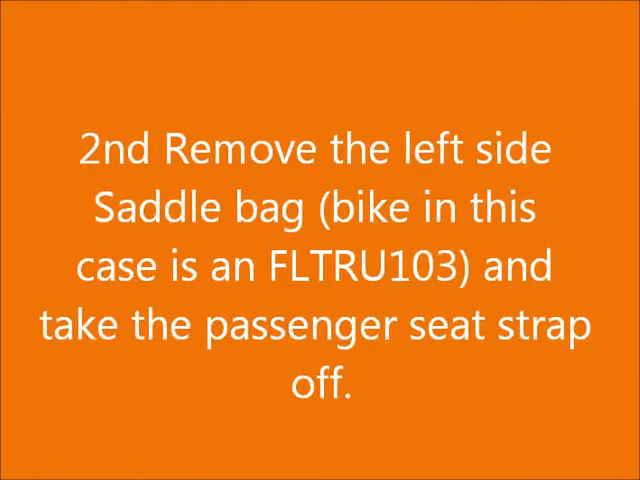 2nd Remove the left side
Saddle bag (bike in this
case is an FLTRU103) and
take the passenger seat strap
off.